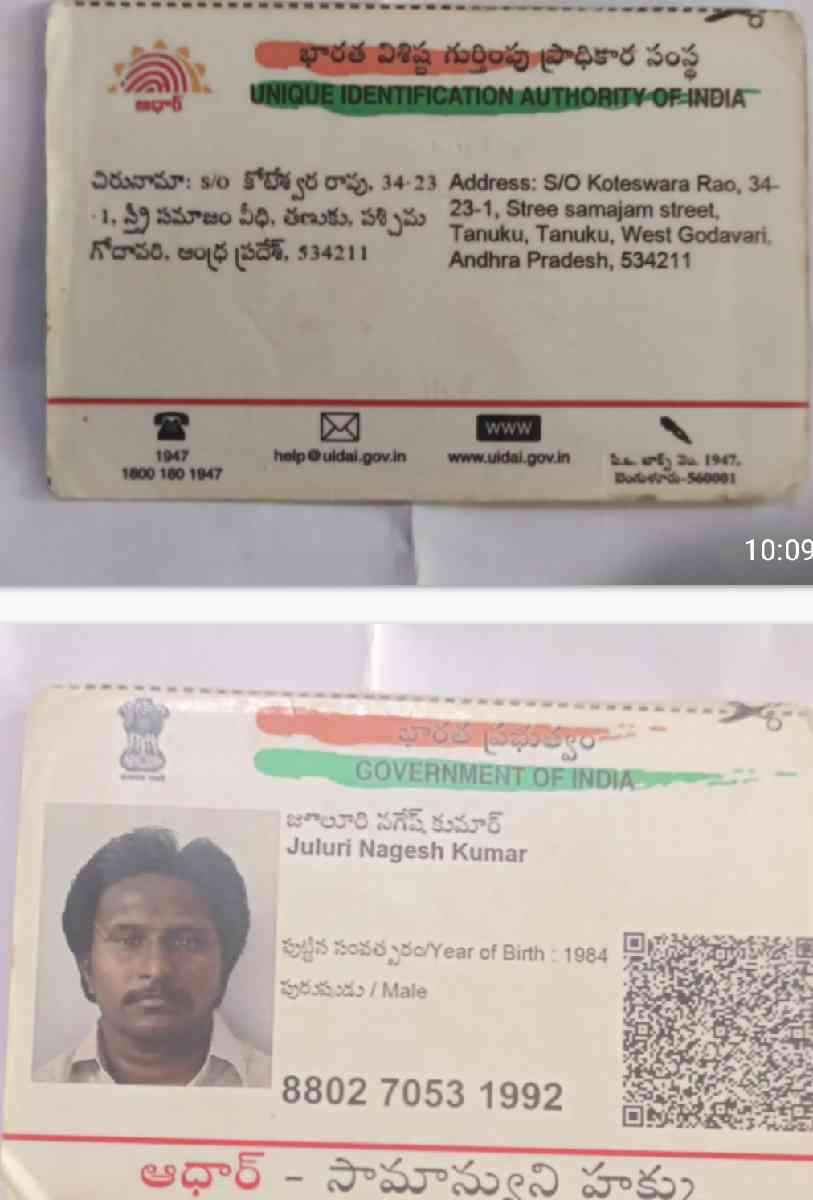 ఆధార్
భారత విశిష్ట గుర్తింపు ప్రాధికార సంస్థ
UNIQUE IDENTIFICATION AUTHORITY OF INDIA
చిరునామా: S/O కోటేశ్వర రావు, 34-23
-1, స్త్రీ సమాజం వీధి, తణుకు, పశ్చిమ
గోదావరి, ఆంధ్ర ప్రదేశ్, 534211
Address: S/O Koteswara Rao, 34-
23-1, Stree samajam street,
Tanuku, Tanuku, West Godavari,
Andhra Pradesh, 534211
1947
1800 180 1947
help@uidai.gov.in
WWW
www.uidai.gov.in
పి.బి. బాక్స్ నెం. 1947,
బెంగుళూరు-560001
10:09
భారత ప్రభుత్వం
GOVERNMENT OF INDIA
జూలూరి నగేష్ కుమార్
Juluri Nagesh Kumar
పుట్టిన సంవత్సరం/Year of Birth : 1984
పురుషుడు / Male
8802 7053 1992
ఆధార్ - సామాన్యుని హక్కు